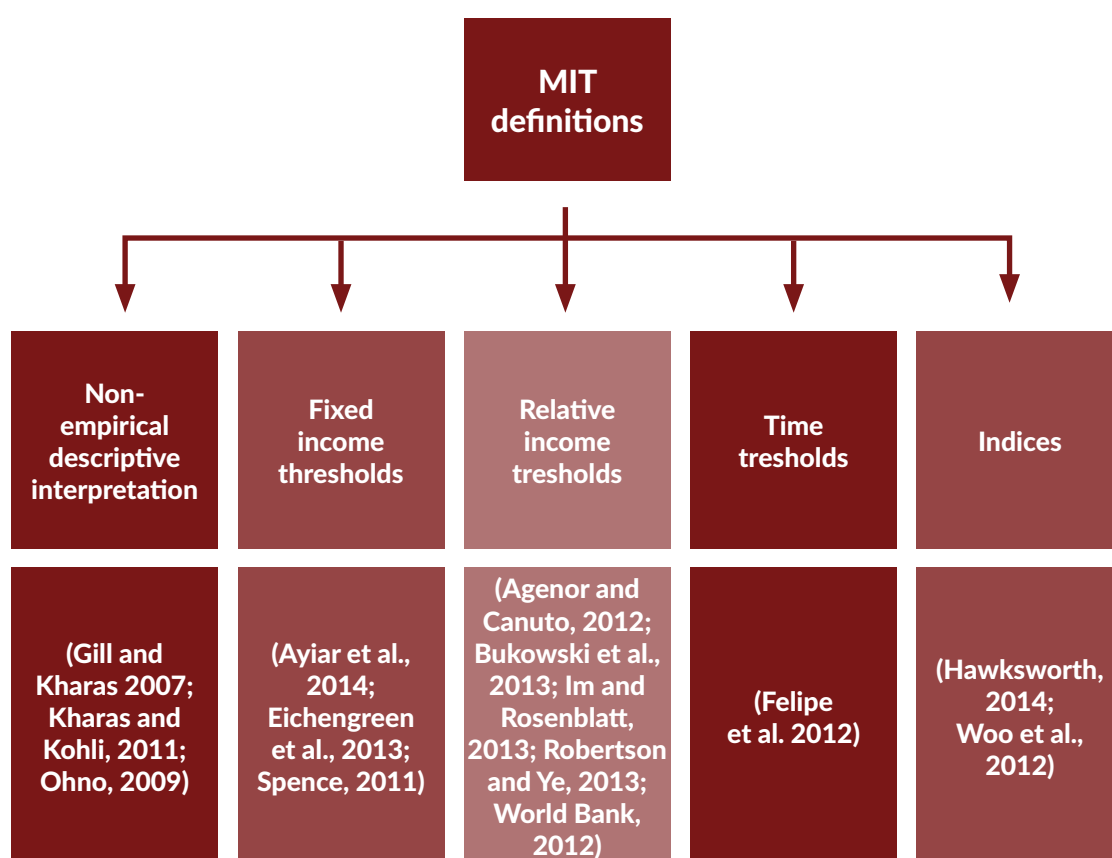 MIT
definitions
Non-
empirical
descriptive
interpretation
Fixed
income
thresholds
Relative
income
tresholds
Time
tresholds
Indices
(Gill and
Kharas 2007;
Kharas and
Kohli, 2011;
Ohno, 2009)
(Ayiar et al.,
2014;
Eichengreen
et al., 2013;
Spence, 2011)
(Agenor and
Canuto, 2012;
Bukowski et al.,
2013; Im and
Rosenblatt,
2013; Robertson
and Ye, 2013;
World Bank,
2012)
(Felipe
et al. 2012)
(Hawksworth,
2014;
Woo et al.,
2012)